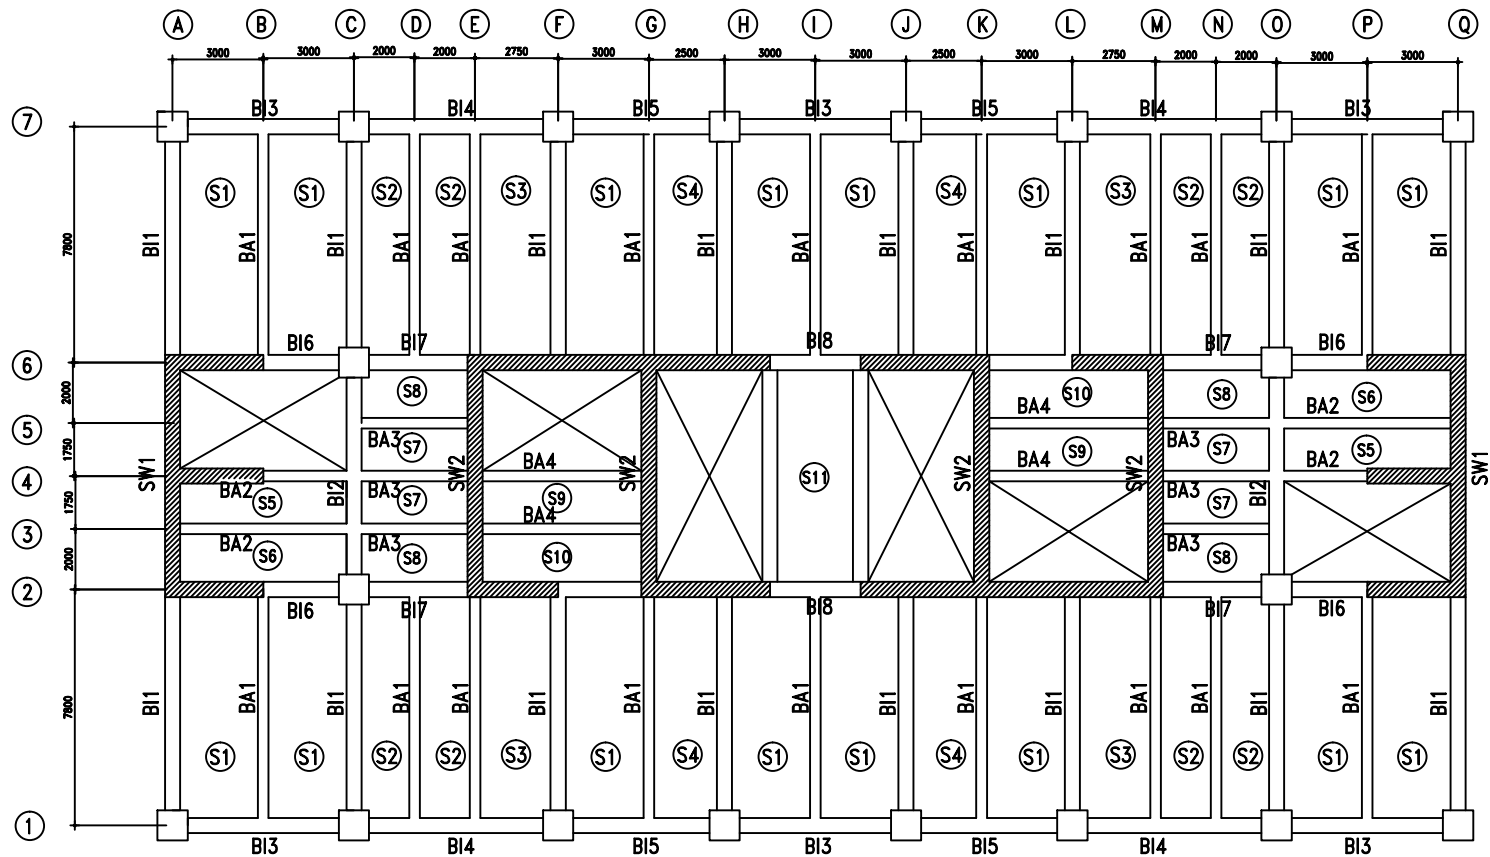 A B C D E F G H I J K L M N O P Q
3000 3000 2000 2000 2750 3000 2500 3000 3000 2500 3000 2750 2000 2000 3000 3000
7 BI3 BI4 BI5 BI3 BI5 BI4 BI3
S1 S1 S2 S2 S3 S1 S4 S1 S1 S4 S1 S3 S2 S2 S1 S1
7800 BI1 BA1 BI1 BA1 BA1 BI1 BA1 BI1 BA1 BI1 BA1 BI1 BA1 BA1 BI1 BA1 BI1
BI6 BI7 BI8 BI7 BI6
6
2000 S8 S10 S8 S6
BA4 BA2
5
1750 BA3 S7 S9 BA3 S7 S5
BA4 BA4 BA2
4 SW1 SW2 SW2 S11 SW2 SW2 SW1
1750 BA2 S5 BI2 BA3 S7 S9 BA3 S7 BI2
BA4
3
2000 BA2 S6 BA3 S8 S10 BA3 S8
2
BI6 BI7 BI8 BI7 BI6
7800 BI1 BA1 BI1 BA1 BA1 BI1 BA1 BI1 BA1 BI1 BA1 BI1 BA1 BA1 BI1 BA1 BI1
S1 S1 S2 S2 S3 S1 S4 S1 S1 S4 S1 S3 S2 S2 S1 S1
1
BI3 BI4 BI5 BI3 BI5 BI4 BI3